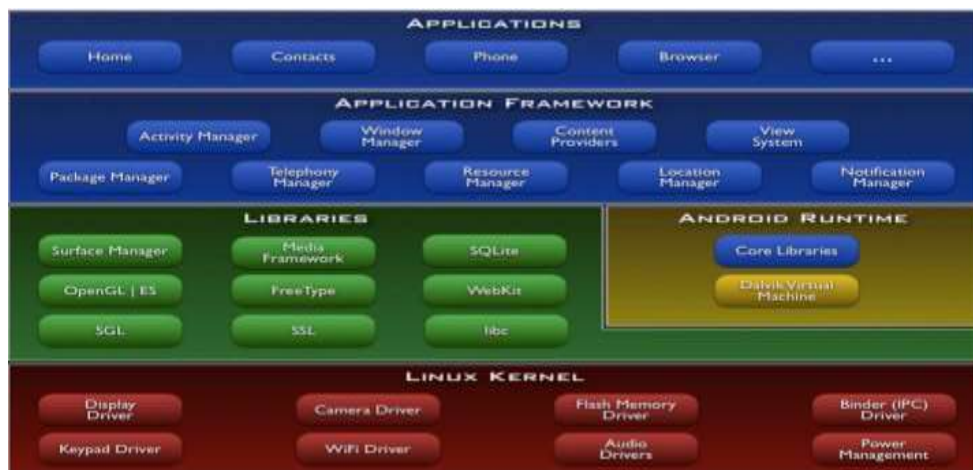 APPLICATIONS
Home
Contacts
Phone
Browser
...
APPLICATION FRAMEWORK
Activity Manager
Window
Manager
Content
Providers
View
System
Package Manager
Telephony
Manager
Resource
Manager
Location
Manager
Notification
Manager
LIBRARIES
Surface Manager
Media
Framework
SQLite
OpenGL | ES
FreeType
WebKit
SGL
SSL
libc
ANDROID RUNTIME
Core Libraries
Dalvik Virtual
Machine
LINUX KERNEL
Display
Driver
Camera Driver
Flash Memory
Driver
Binder (IPC)
Driver
Keypad Driver
WiFi Driver
Audio
Drivers
Power
Management